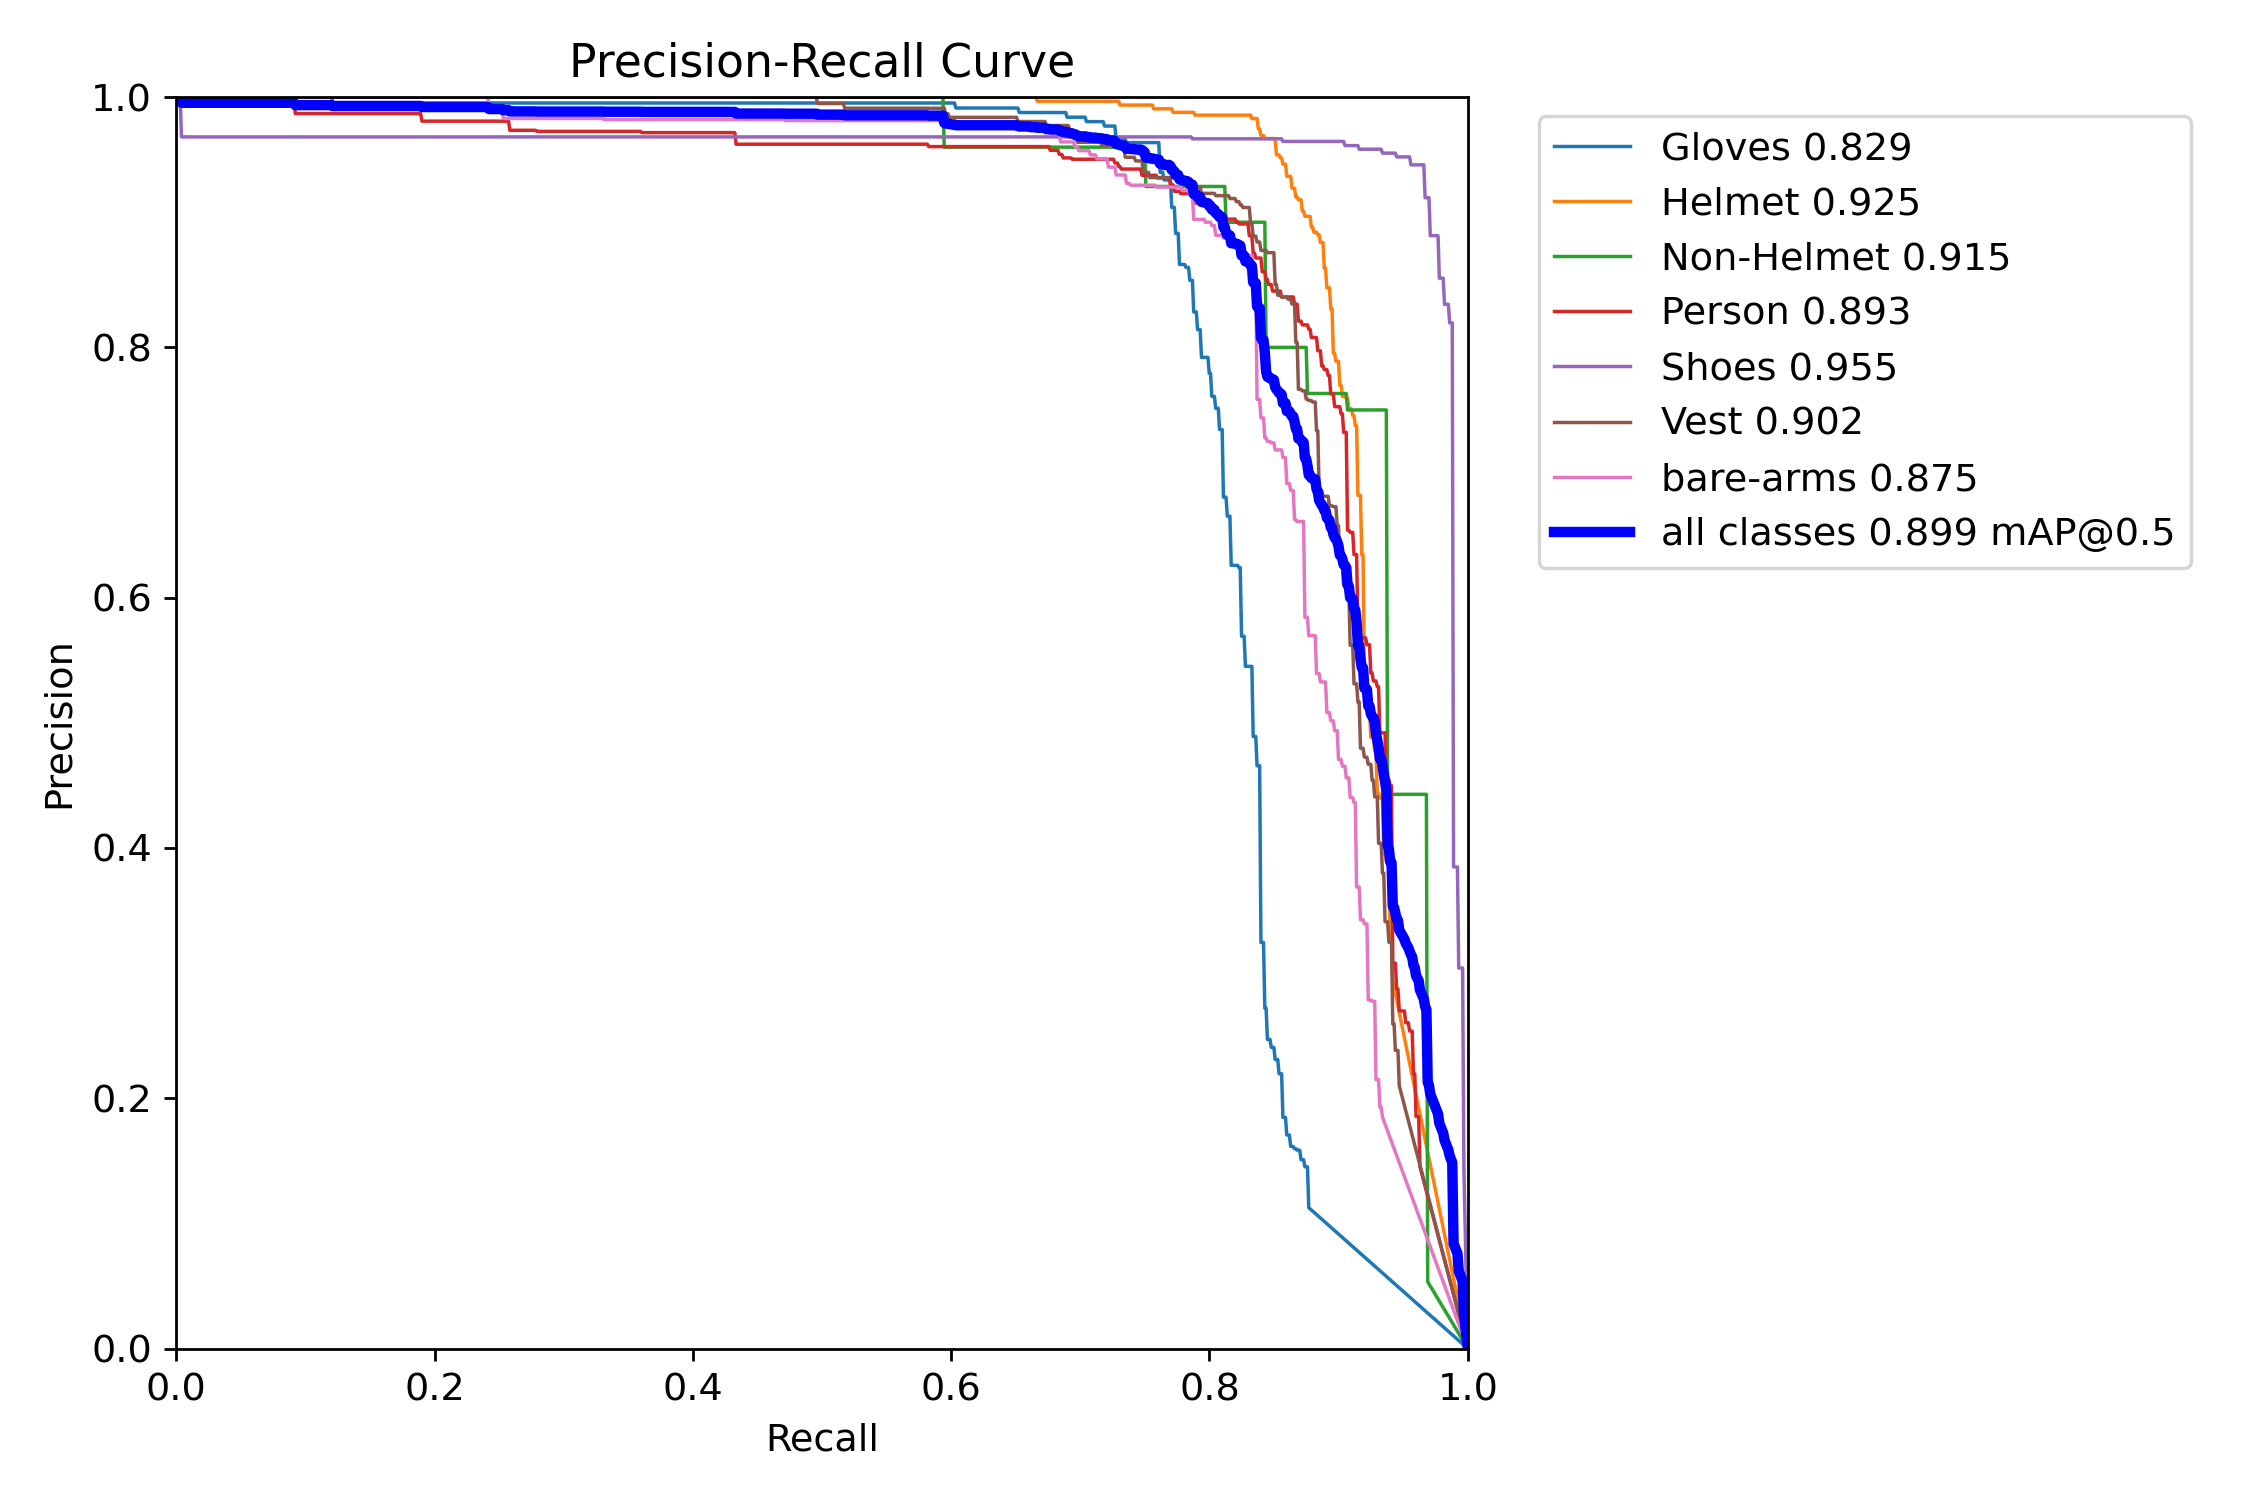 Precision-Recall Curve
1.0
0.8
0.6
0.4
0.2
0.0
Precision
0.0 0.2 0.4 0.6 0.8 1.0
Recall
Gloves 0.829
Helmet 0.925
Non-Helmet 0.915
Person 0.893
Shoes 0.955
Vest 0.902
bare-arms 0.875
all classes 0.899 mAP@0.5